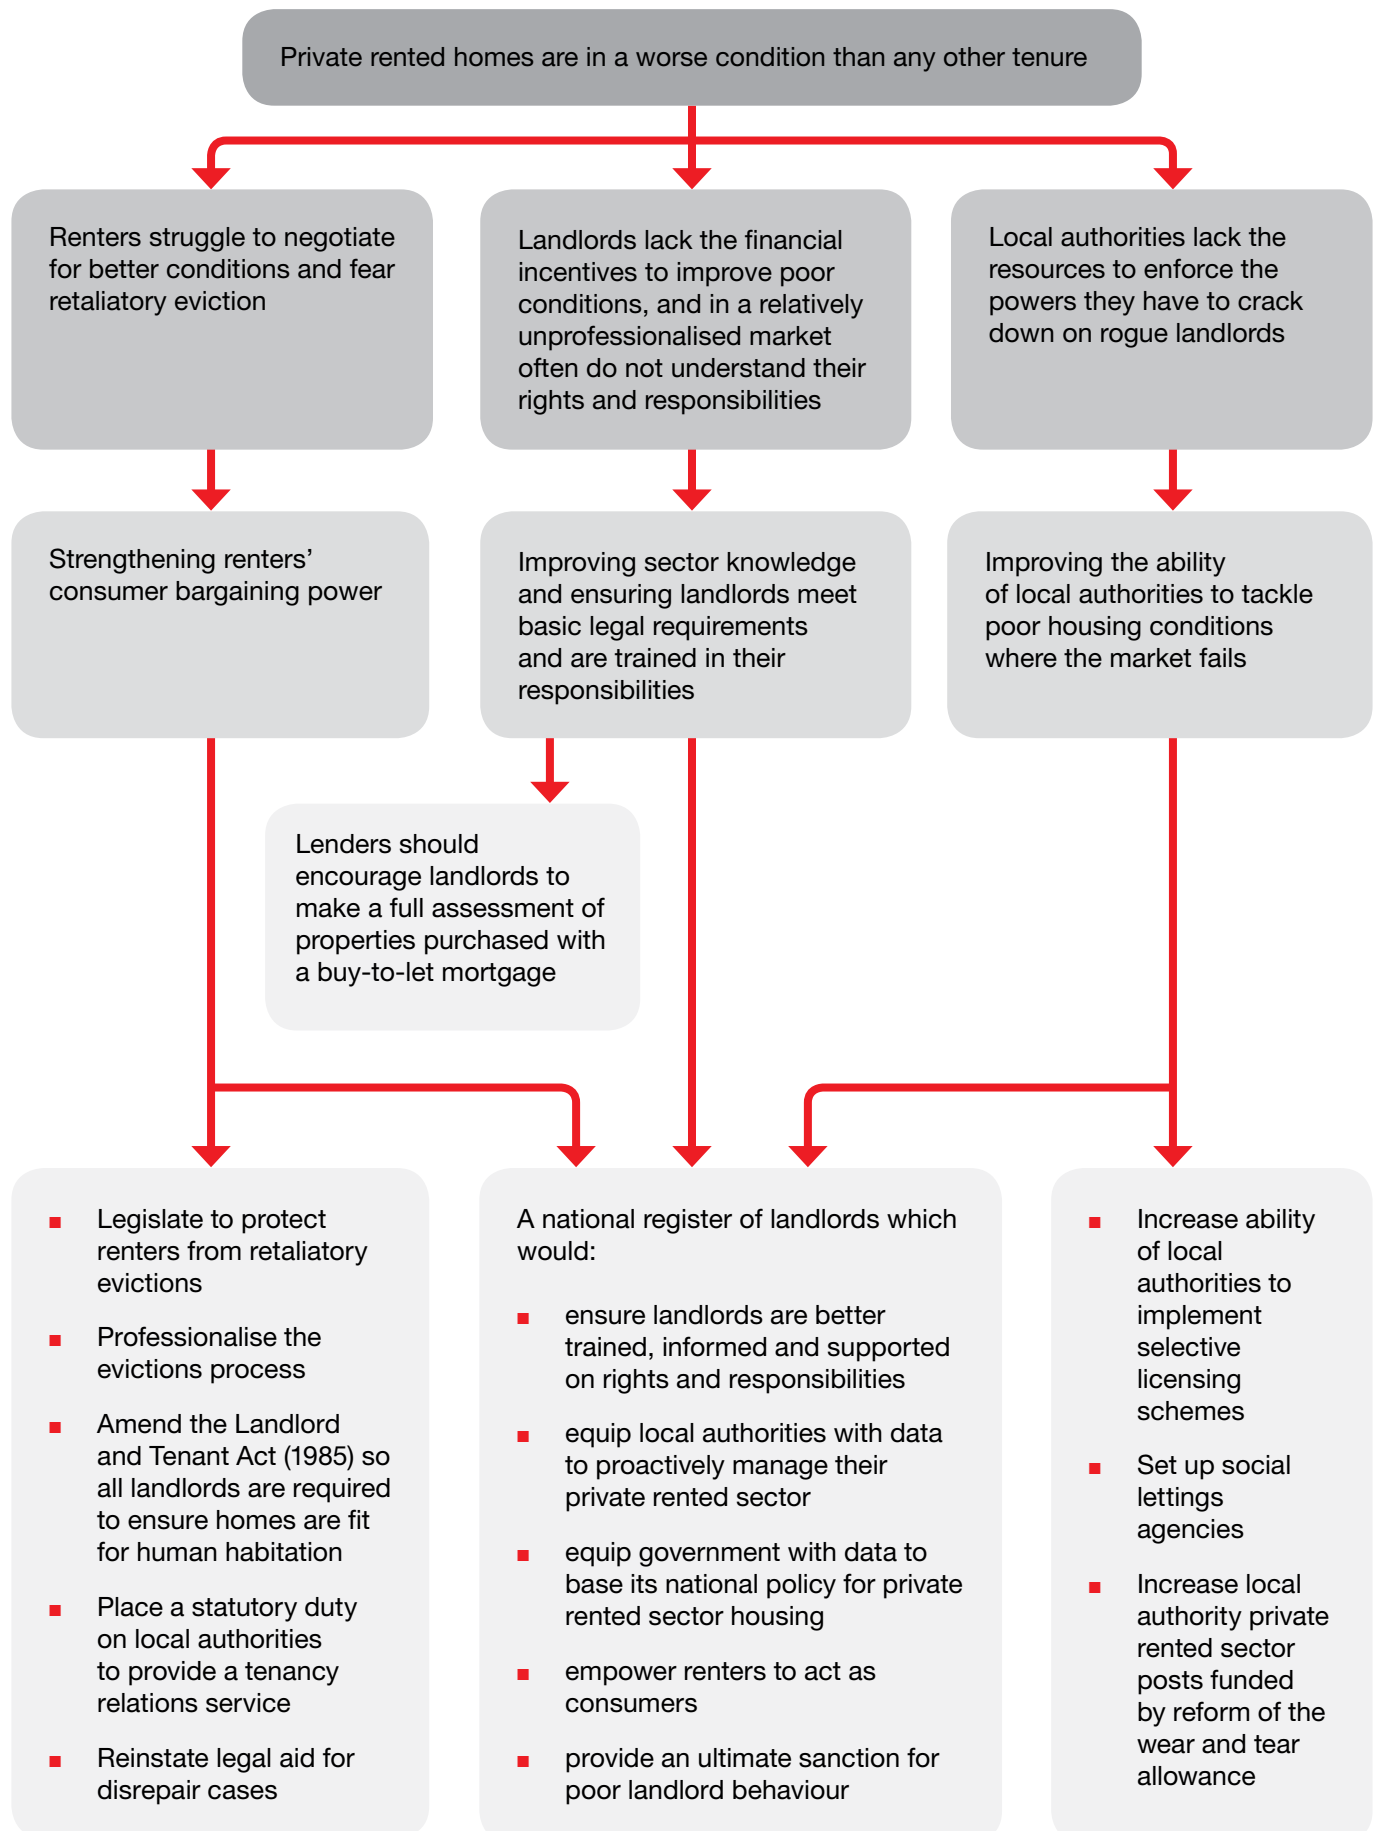 Private rented homes are in a worse condition than any other tenure
Renters struggle to negotiate
for better conditions and fear
retaliatory eviction
Landlords lack the financial
incentives to improve poor
conditions, and in a relatively
unprofessionalised market
often do not understand their
rights and responsibilities
Local authorities lack the
resources to enforce the
powers they have to crack
down on rogue landlords
Strengthening renters’
consumer bargaining power
Improving sector knowledge
and ensuring landlords meet
basic legal requirements
and are trained in their
responsibilities
Improving the ability
of local authorities to tackle
poor housing conditions
where the market fails
Lenders should
encourage landlords to
make a full assessment of
properties purchased with
a buy-to-let mortgage
Legislate to protect
renters from retaliatory
evictions
Professionalise the
evictions process
Amend the Landlord
and Tenant Act (1985) so
all landlords are required
to ensure homes are fit
for human habitation
Place a statutory duty
on local authorities
to provide a tenancy
relations service
Reinstate legal aid for
disrepair cases
A national register of landlords which
would:
ensure landlords are better
trained, informed and supported
on rights and responsibilities
equip local authorities with data
to proactively manage their
private rented sector
equip government with data to
base its national policy for private
rented sector housing
empower renters to act as
consumers
provide an ultimate sanction for
poor landlord behaviour
Increase ability
of local
authorities to
implement
selective
licensing
schemes
Set up social
lettings
agencies
Increase local
authority private
rented sector
posts funded
by reform of the
wear and tear
allowance